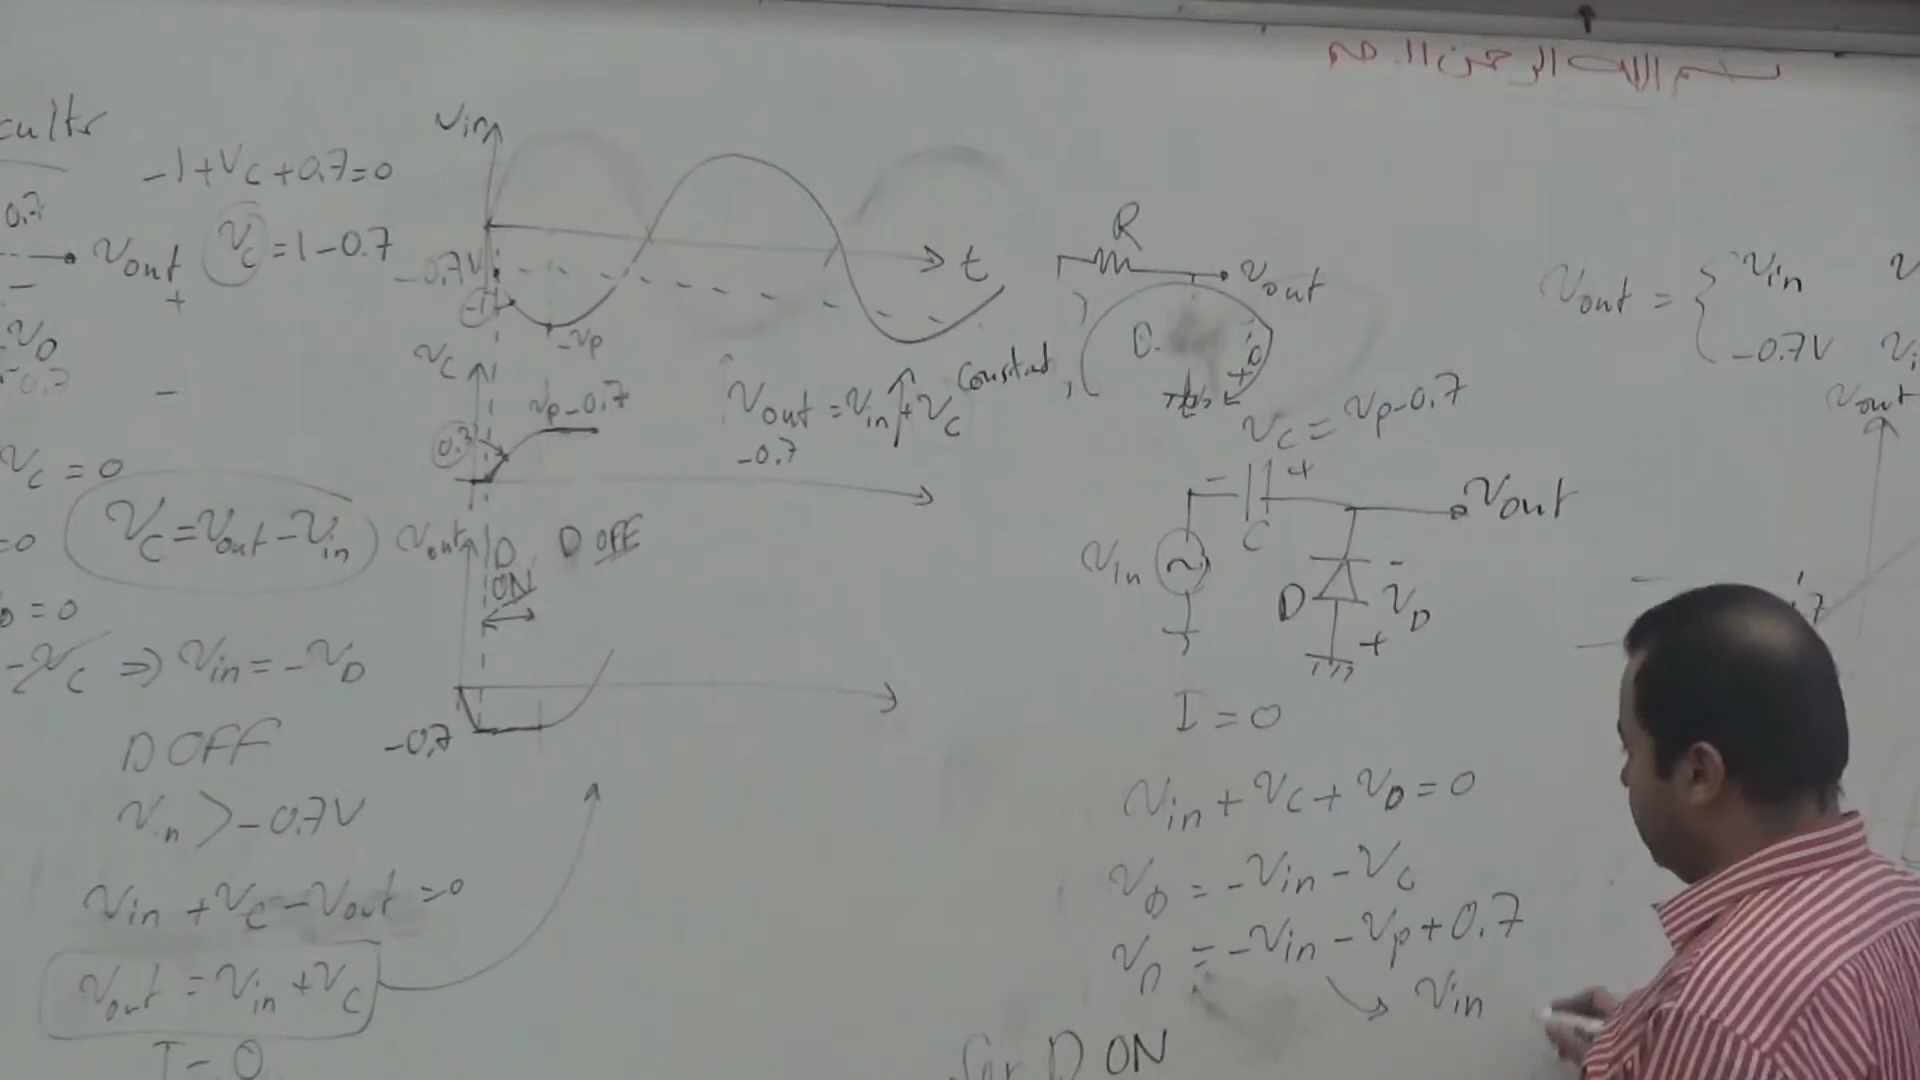 بسم الله الرحمن الرحيم
-1+Vc+0.7=0
0.7
Vout
+
Vc = 1-0.7
-
VD
-
Vc = 0
Vc = Vout - Vin
= 0
-Vc ⇒ Vin = -VD
D OFF
Vin > -0.7V
Vin + Vc - Vout = 0
Vout = Vin + Vc
I = 0
Vin
t
-0.7V
-1
-Vp
Vc
Vp-0.7
0.3
Vout = Vin + Vc constant
-0.7
Vout
D ON
D OFF
-0.7
R
Vout
Vc = Vp-0.7
- +
C
Vout
Vin
D
-
VD
+
I = 0
Vin + Vc + VD = 0
VD = -Vin - Vc
VD = -Vin - Vp + 0.7
→ Vin
D ON
Vout = { Vin
-0.7V
Vout